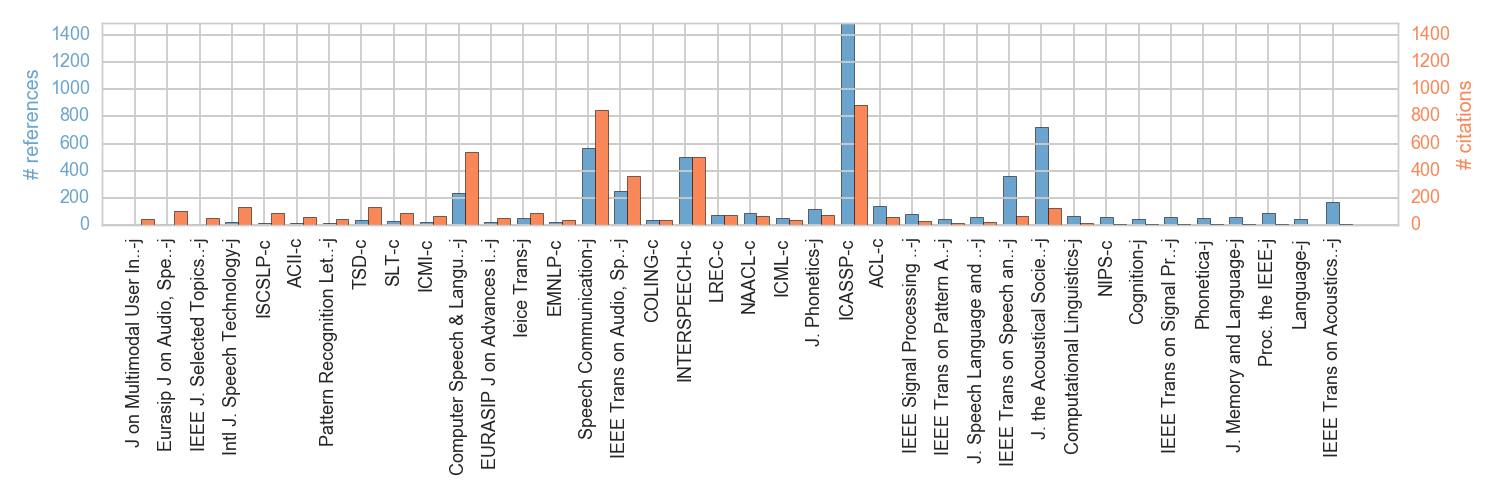 1400
1200
1000
800
600
400
200
0
# references
1400
1200
1000
800
600
400
200
0
# citations
J on Multimodal User In..-j
Eurasip J on Audio, Spe..-j
IEEE J. Selected Topics..-j
Intl J. Speech Technology-j
ISCSLP-c
ACII-c
Pattern Recognition Let..-j
TSD-c
SLT-c
ICMI-c
Computer Speech & Langu..-j
EURASIP J on Advances i..-j
Ieice Trans-j
EMNLP-c
Speech Communication-j
IEEE Trans on Audio, Sp..-j
COLING-c
INTERSPEECH-c
LREC-c
NAACL-c
ICML-c
J. Phonetics-j
ICASSP-c
ACL-c
IEEE Signal Processing ..-j
IEEE Trans on Pattern A..-j
J. Speech Language and ..-j
IEEE Trans on Speech an..-j
J. the Acoustical Socie..-j
Computational Linguistics-j
NIPS-c
Cognition-j
IEEE Trans on Signal Pr..-j
Phonetica-j
J. Memory and Language-j
Proc. the IEEE-j
Language-j
IEEE Trans on Acoustics..-j